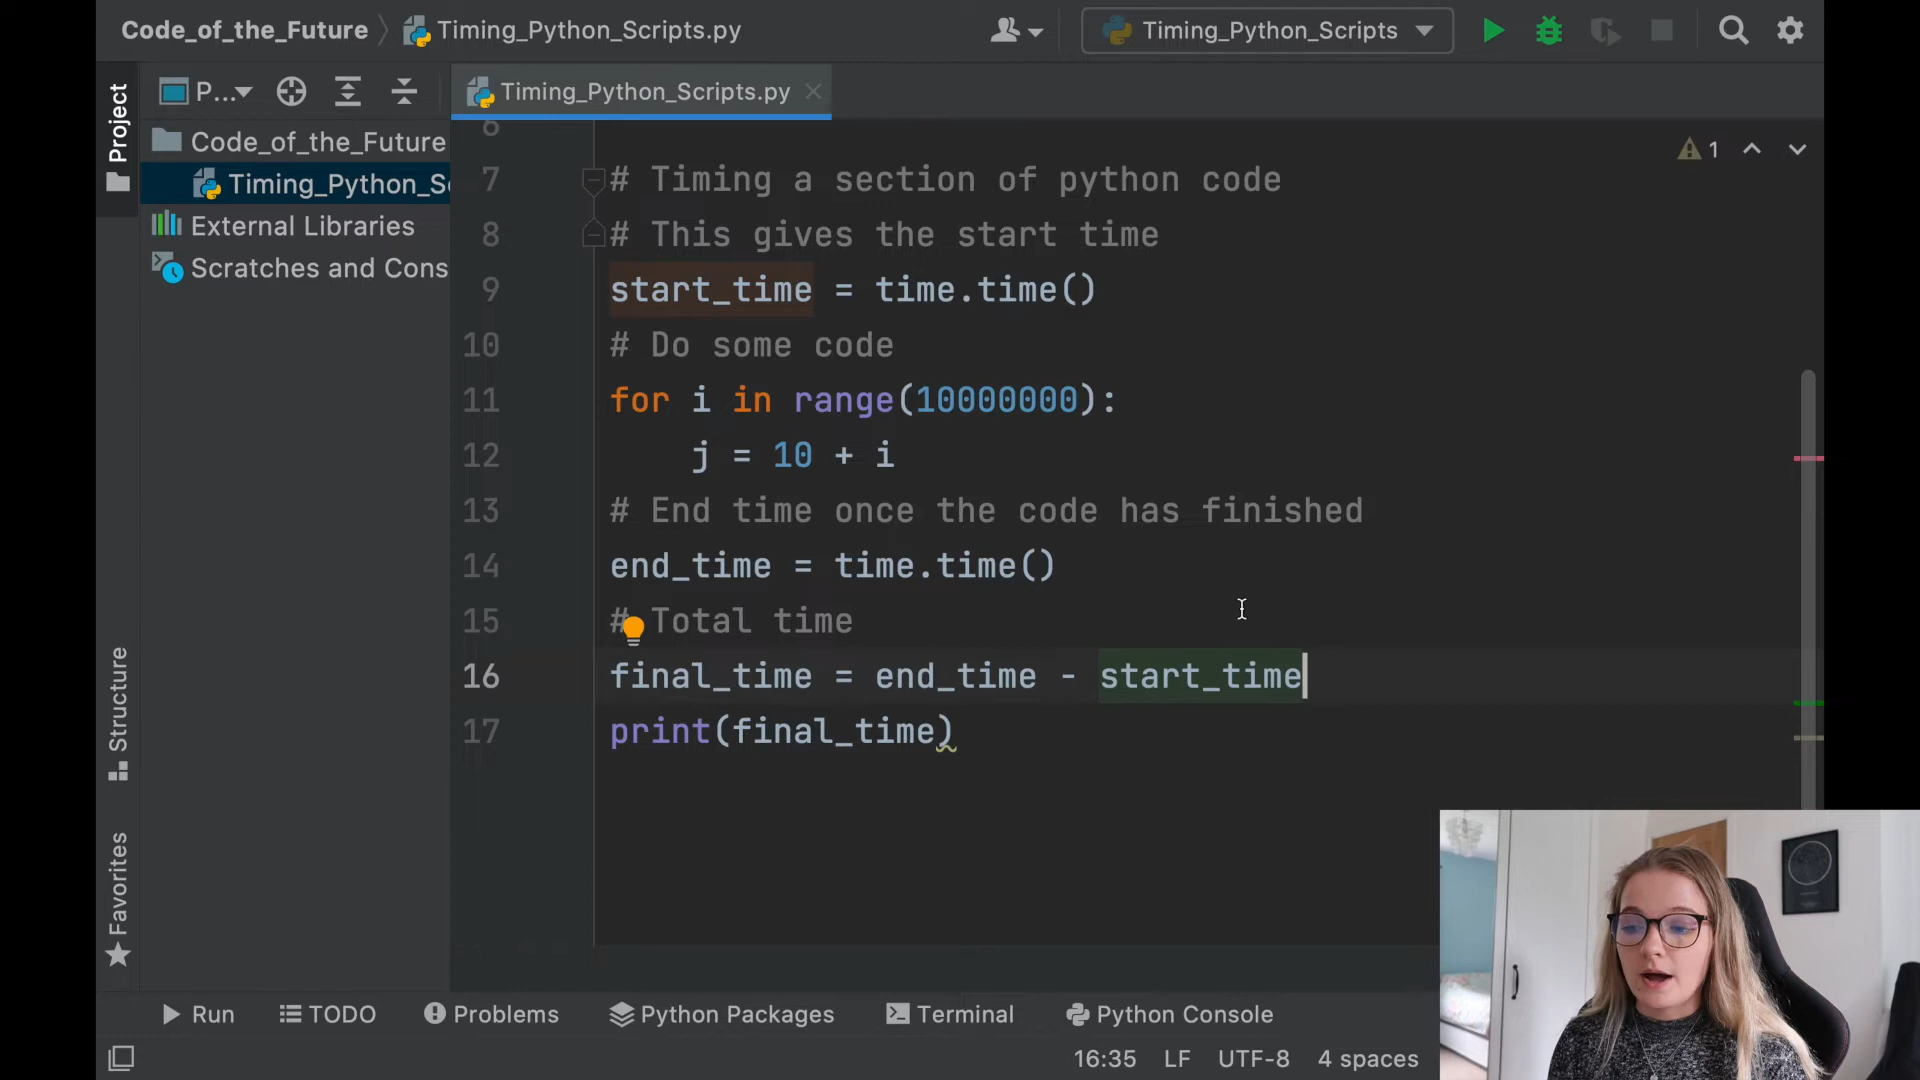 Code_of_the_Future
Timing_Python_Scripts.py
Timing_Python_Scripts
Project
P...
Timing_Python_Scripts.py
Code_of_the_Future
Timing_Python_S
External Libraries
Scratches and Cons
1
6
7 # Timing a section of python code
8 # This gives the start time
9 start_time = time.time()
10 # Do some code
11 for i in range(10000000):
12 j = 10 + i
13 # End time once the code has finished
14 end_time = time.time()
15 # Total time
16 final_time = end_time - start_time
17 print(final_time)
Structure
Favorites
Run
TODO
Problems
Python Packages
Terminal
Python Console
16:35 LF UTF-8 4 spaces